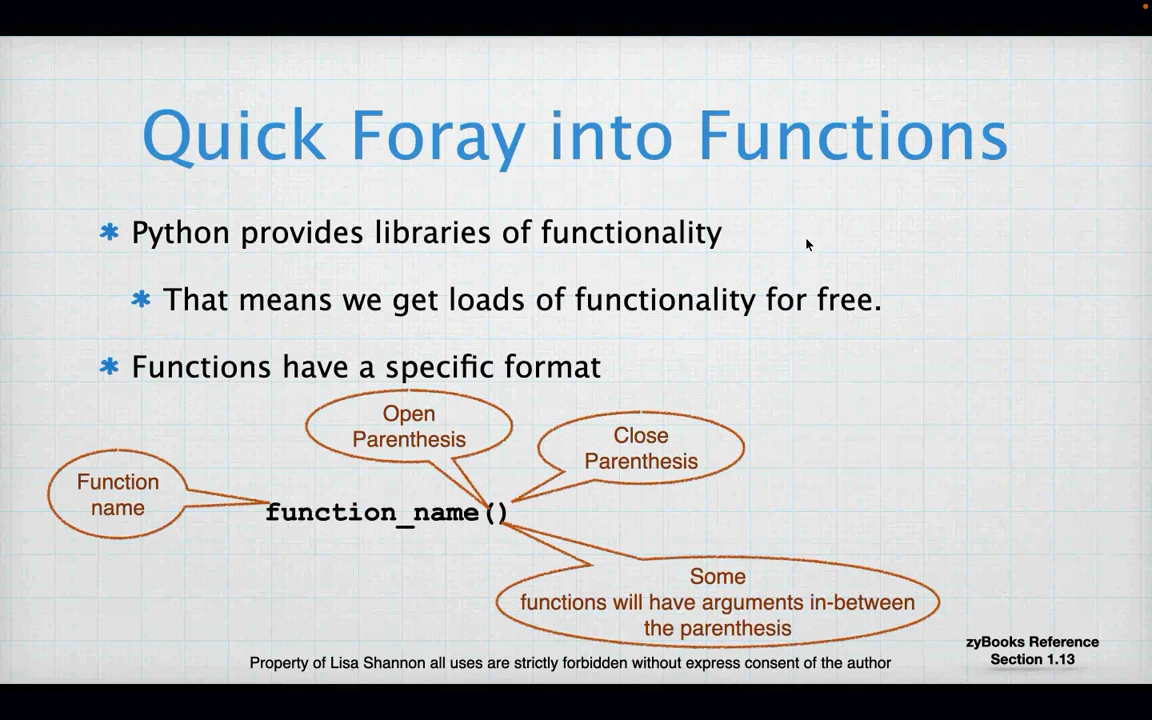 Quick Foray into Functions
✱ Python provides libraries of functionality
✱ That means we get loads of functionality for free.
✱ Functions have a specific format
Open
Parenthesis
Close
Parenthesis
Function
name
function_name()
Some
functions will have arguments in-between
the parenthesis
zyBooks Reference
Section 1.13
Property of Lisa Shannon all uses are strictly forbidden without express consent of the author